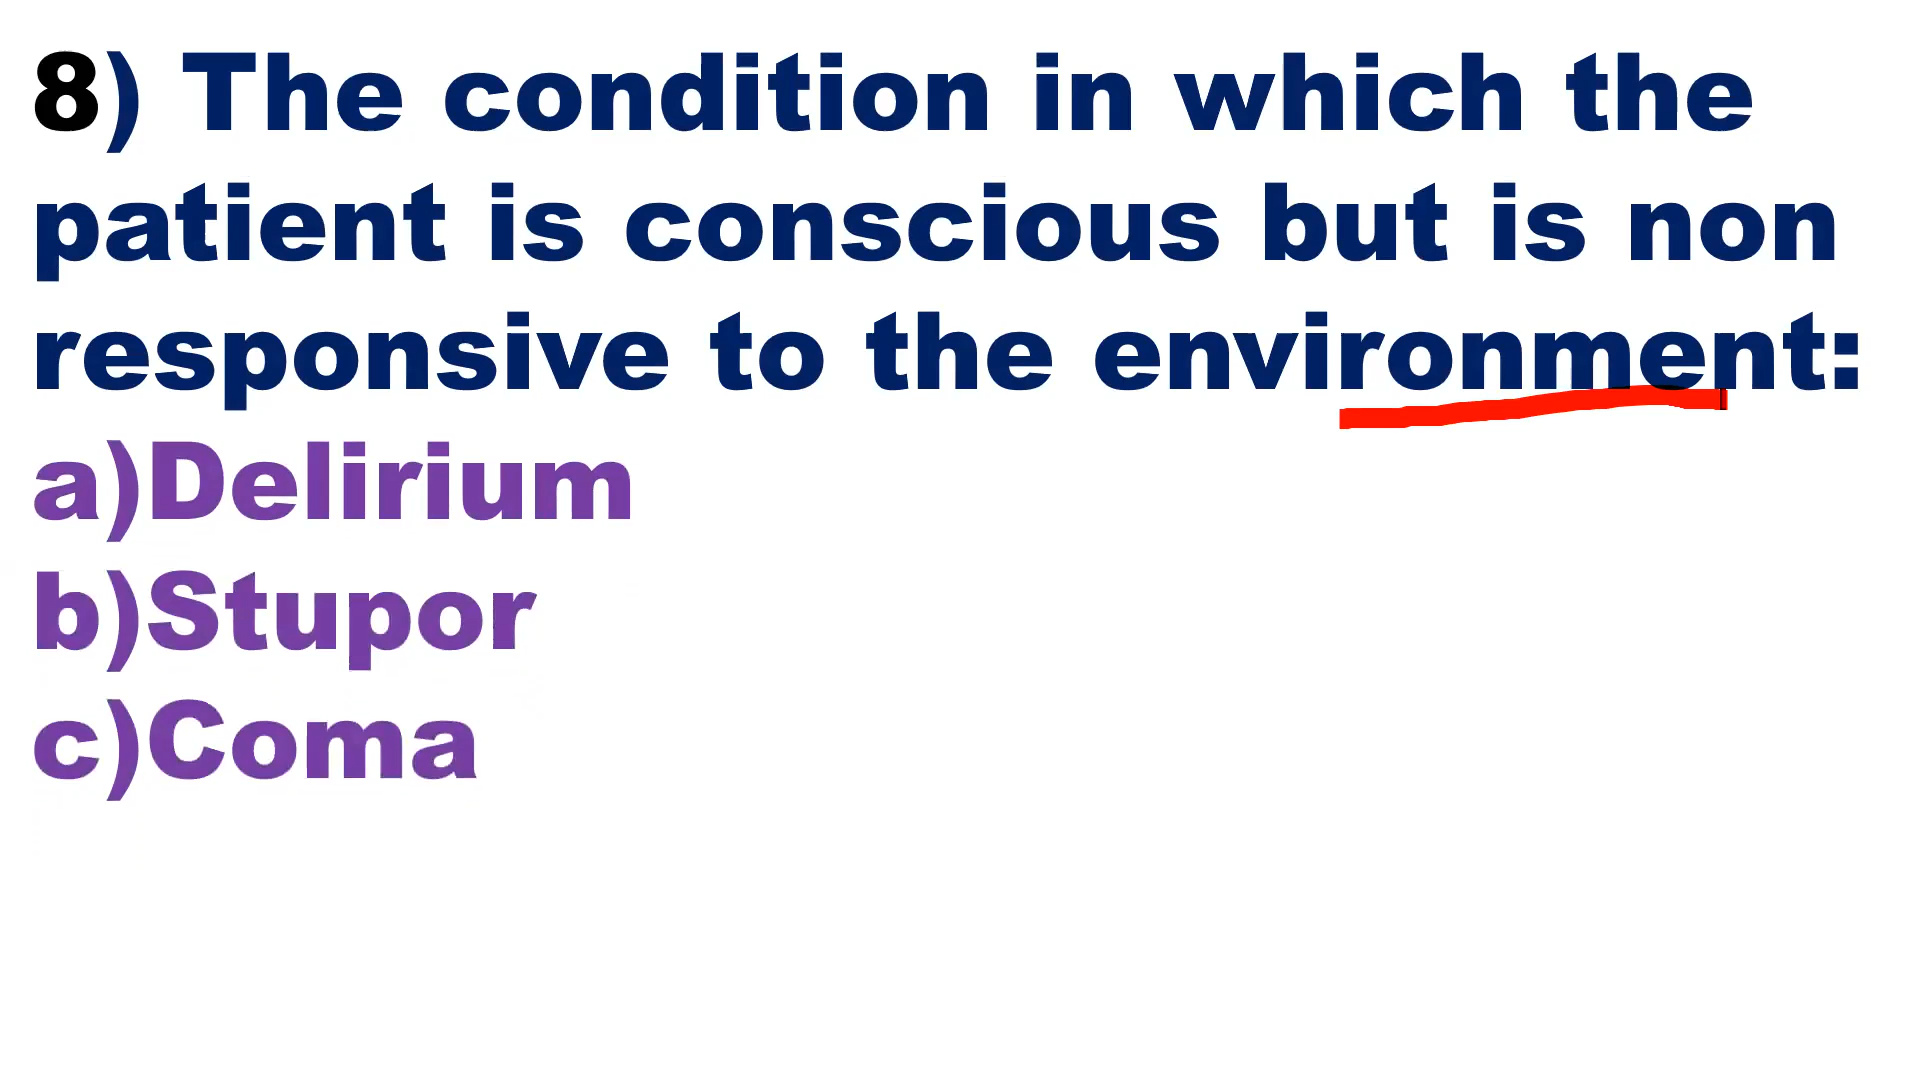 8) The condition in which the
patient is conscious but is non
responsive to the environment:
a)Delirium
b)Stupor
c)Coma